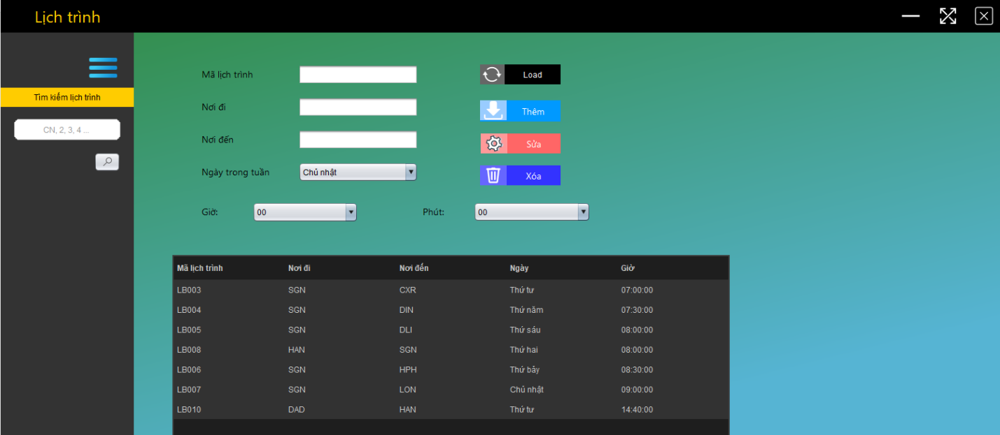 Lịch trình
Tìm kiếm lịch trình
CN, 2, 3, 4 ...
Mã lịch trình
Load
Nơi đi
Thêm
Nơi đến
Sửa
Ngày trong tuần
Chủ nhật
Xóa
Giờ:
00
Phút:
00
Mã lịch trình Nơi đi Nơi đến Ngày Giờ
LB003 SGN CXR Thứ tư 07:00:00
LB004 SGN DIN Thứ năm 07:30:00
LB005 SGN DLI Thứ sáu 08:00:00
LB008 HAN SGN Thứ hai 08:00:00
LB006 SGN HPH Thứ bảy 08:30:00
LB007 SGN LON Chủ nhật 09:00:00
LB010 DAD HAN Thứ tư 14:40:00